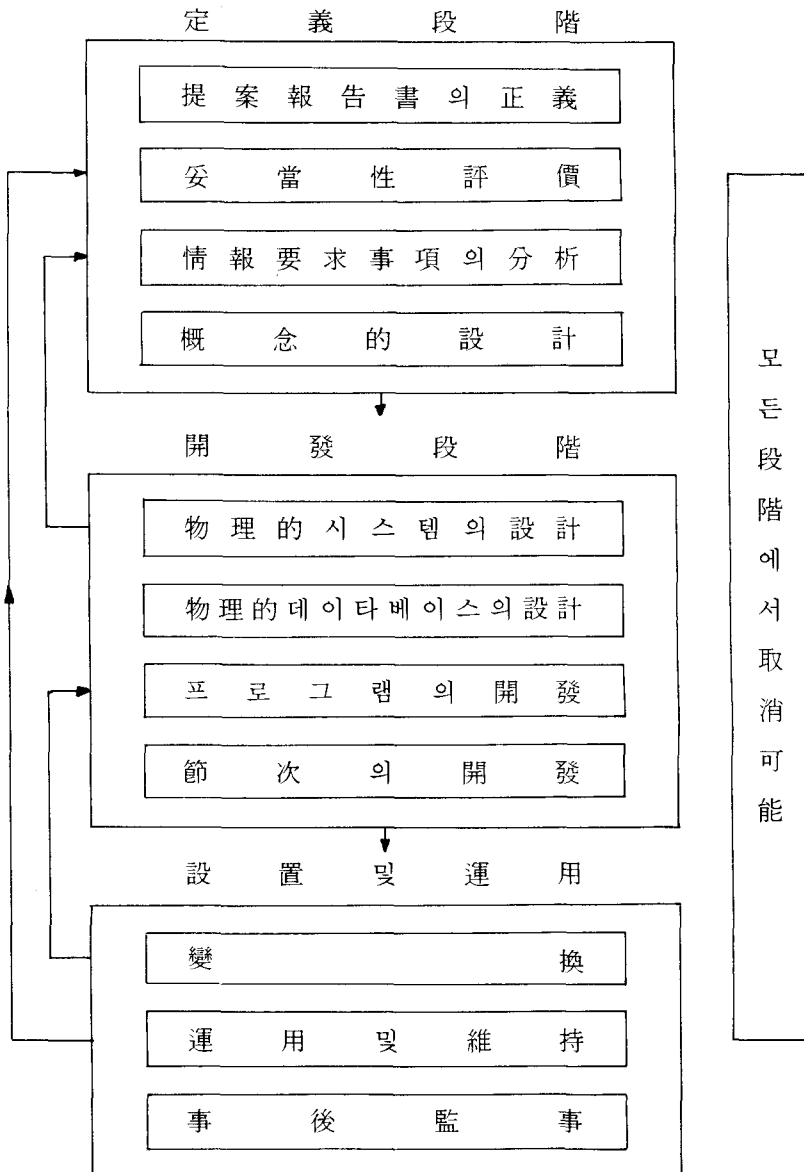 定義段階
提案報告書의正義
妥當性評價
情報要求事項의分析
概念的設計
開發段階
物理的시스템의設計
物理的데이타베이스의設計
프로그램의開發
節次의開發
設置및運用
變換
運用및維持
事後監事
모든段階에서取消可能